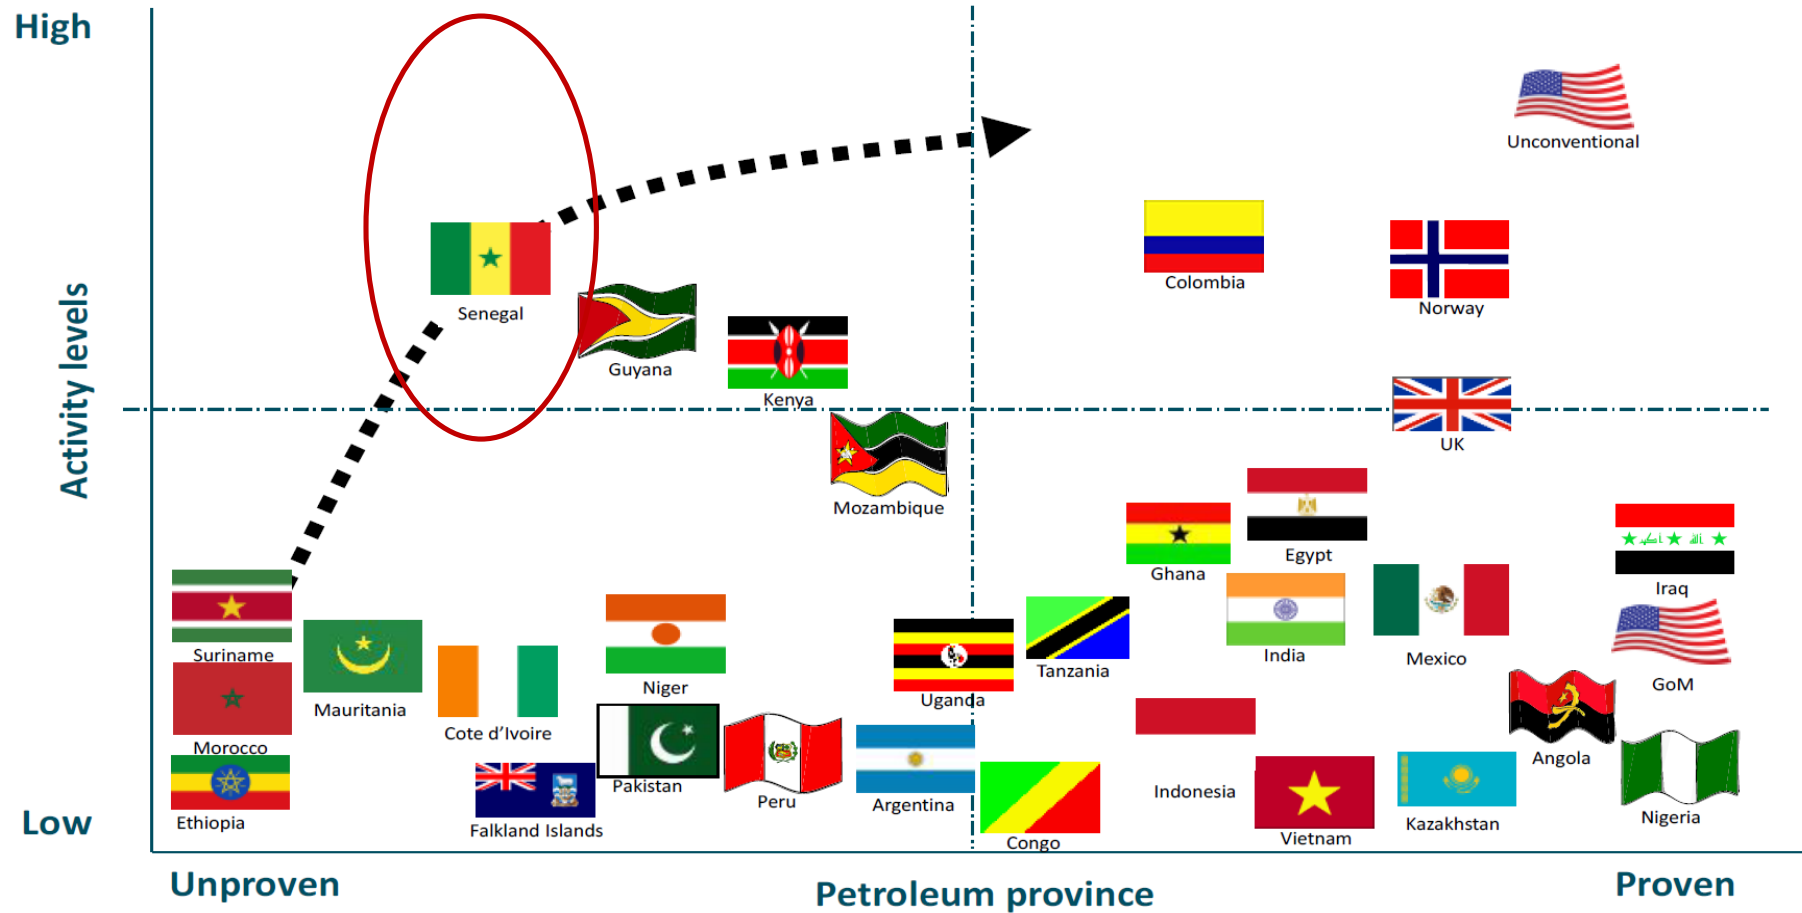 High
Unconventional
Colombia
Norway
Senegal
Guyana
Kenya
UK
Activity levels
Mozambique
Egypt
Ghana
Iraq
Suriname
India
Mexico
Tanzania
GoM
Niger
Uganda
Mauritania
Cote d'Ivoire
Morocco
Angola
Pakistan
Indonesia
Peru
Argentina
Nigeria
Low
Ethiopia
Falkland Islands
Kazakhstan
Vietnam
Congo
Unproven
Petroleum province
Proven